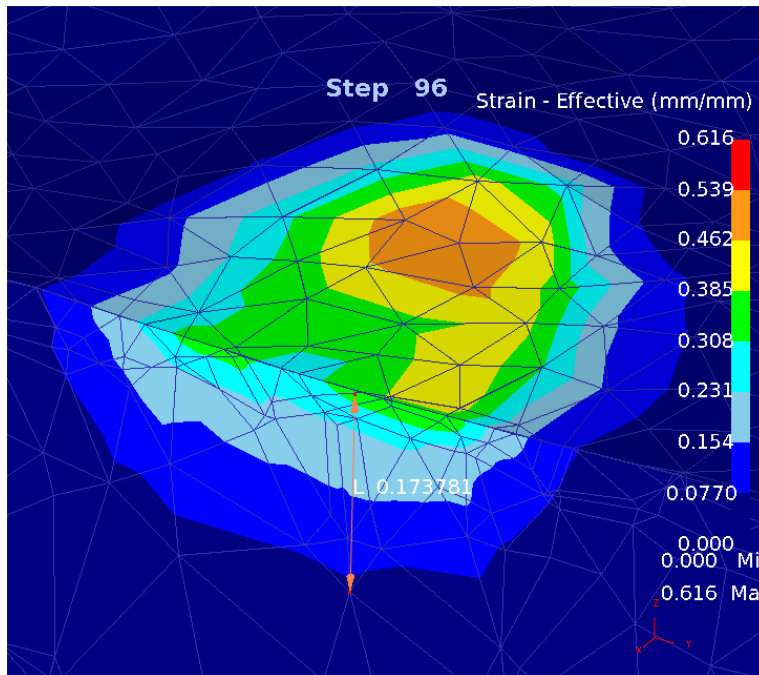 Step 96
Strain - Effective (mm/mm)
0.616
0.539
0.462
0.385
0.308
0.231
0.154
0.0770
0.000
0.000 Mi
0.616 Ma
L 0.173781
Z
X
Y